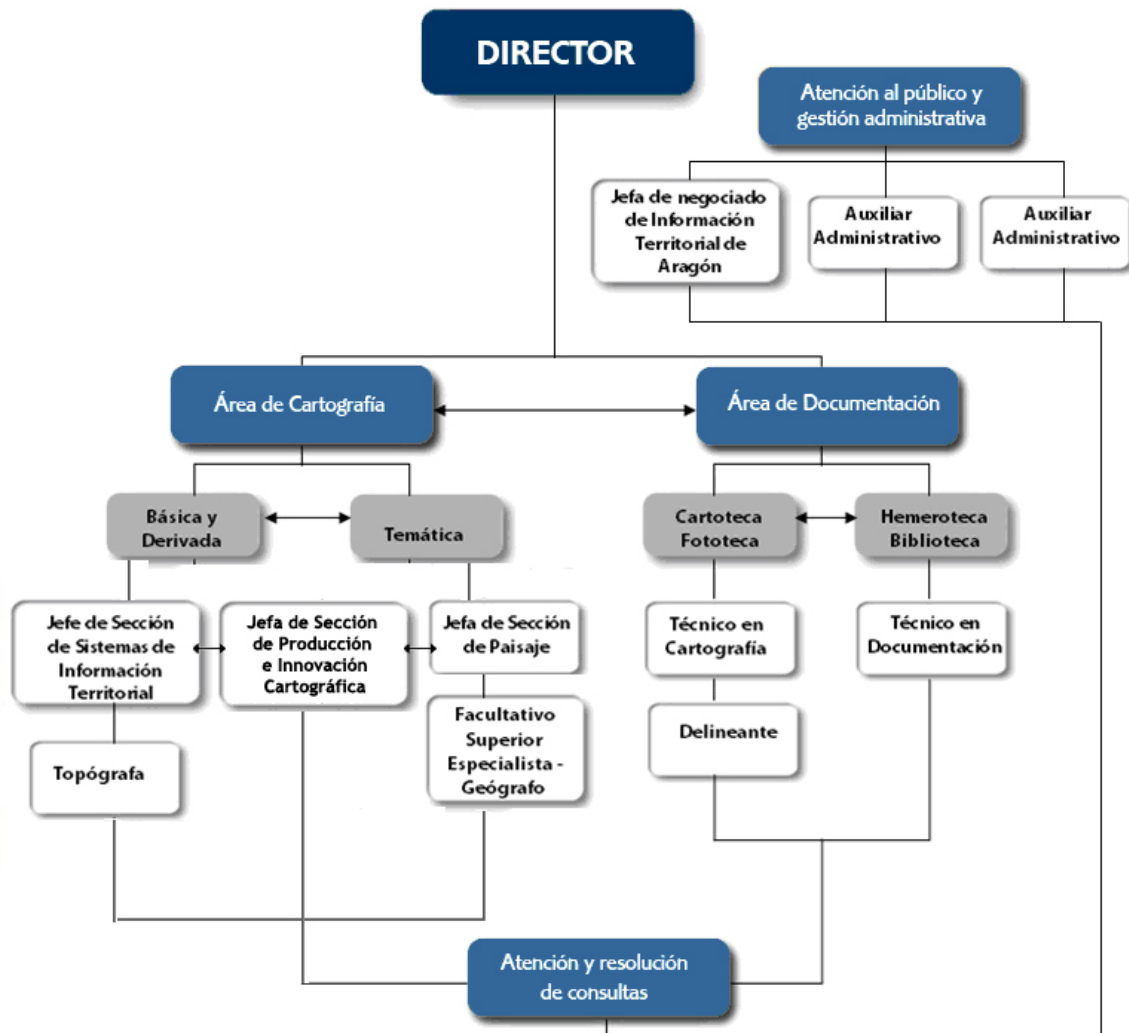 DIRECTOR
Atención al público y
gestión administrativa
Jefa de negociado
de Información
Territorial de
Aragón
Auxiliar
Administrativo
Auxiliar
Administrativo
Área de Cartografía
Área de Documentación
Básica y
Derivada
Temática
Cartoteca
Fototeca
Hemeroteca
Biblioteca
Jefe de Sección
de Sistemas de
Información
Territorial
Jefa de Sección
de Producción
e Innovación
Cartográfica
Jefa de Sección
de Paisaje
Técnico en
Cartografía
Técnico en
Documentación
Topógrafa
Facultativo
Superior
Especialista -
Geógrafo
Delineante
Atención y resolución
de consultas